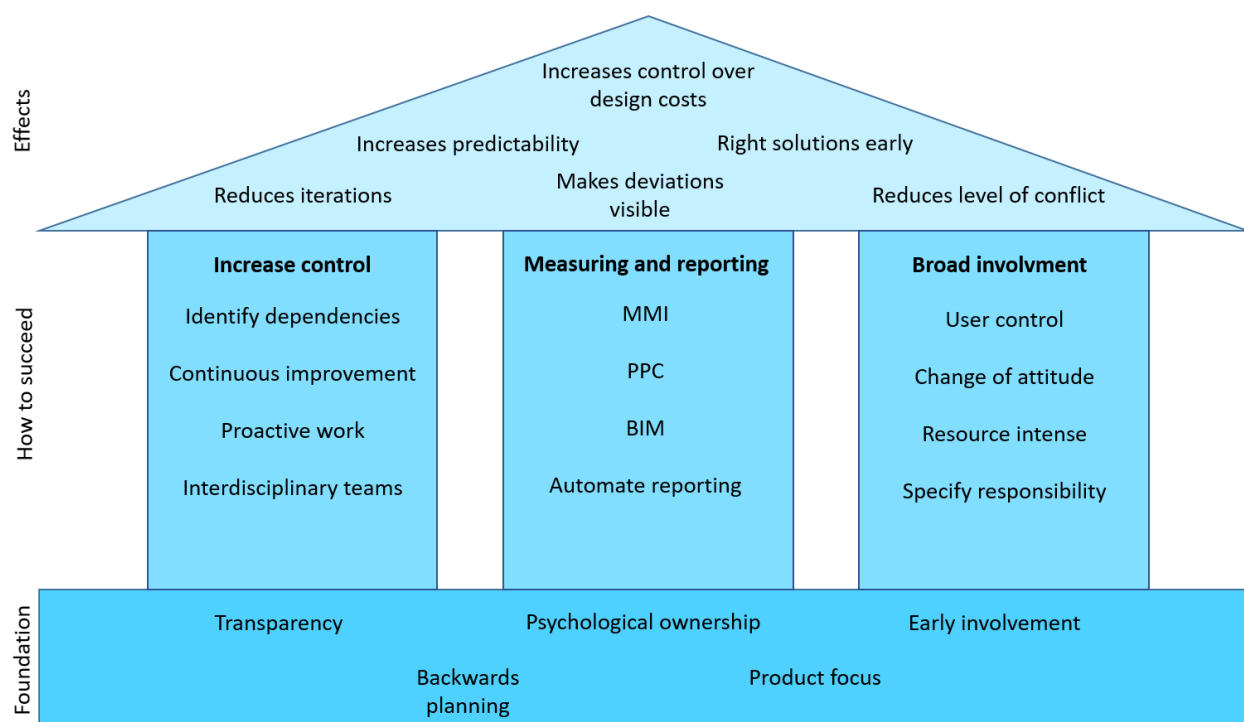 Effects
Increases control over
design costs
Increases predictability
Right solutions early
Reduces iterations
Makes deviations
visible
Reduces level of conflict
How to succeed
Increase control
Identify dependencies
Continuous improvement
Proactive work
Interdisciplinary teams
Measuring and reporting
MMI
PPC
BIM
Automate reporting
Broad involvment
User control
Change of attitude
Resource intense
Specify responsibility
Foundation
Transparency
Psychological ownership
Early involvement
Backwards
planning
Product focus